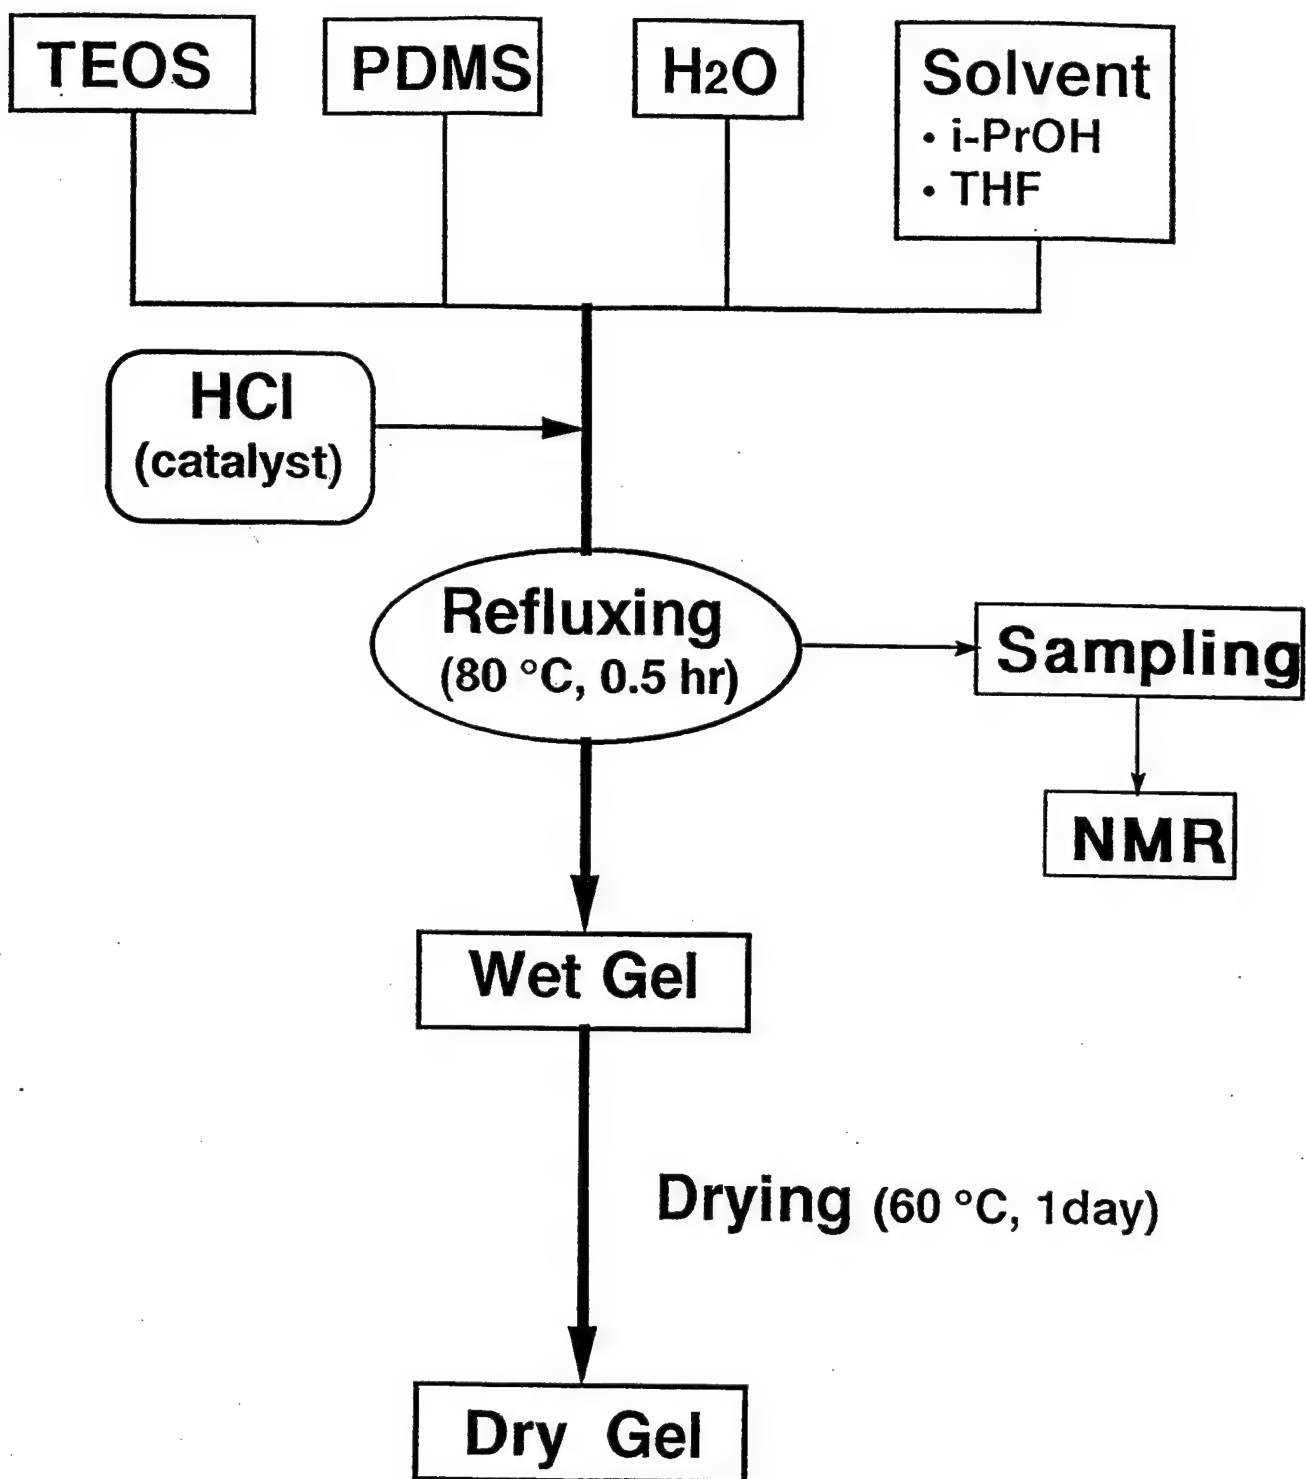 TEOS
PDMS
H2O
Solvent
• i-PrOH
• THF
HCl
(catalyst)
Refluxing
(80 °C, 0.5 hr)
Sampling
NMR
Wet Gel
Drying (60 °C, 1day)
Dry Gel